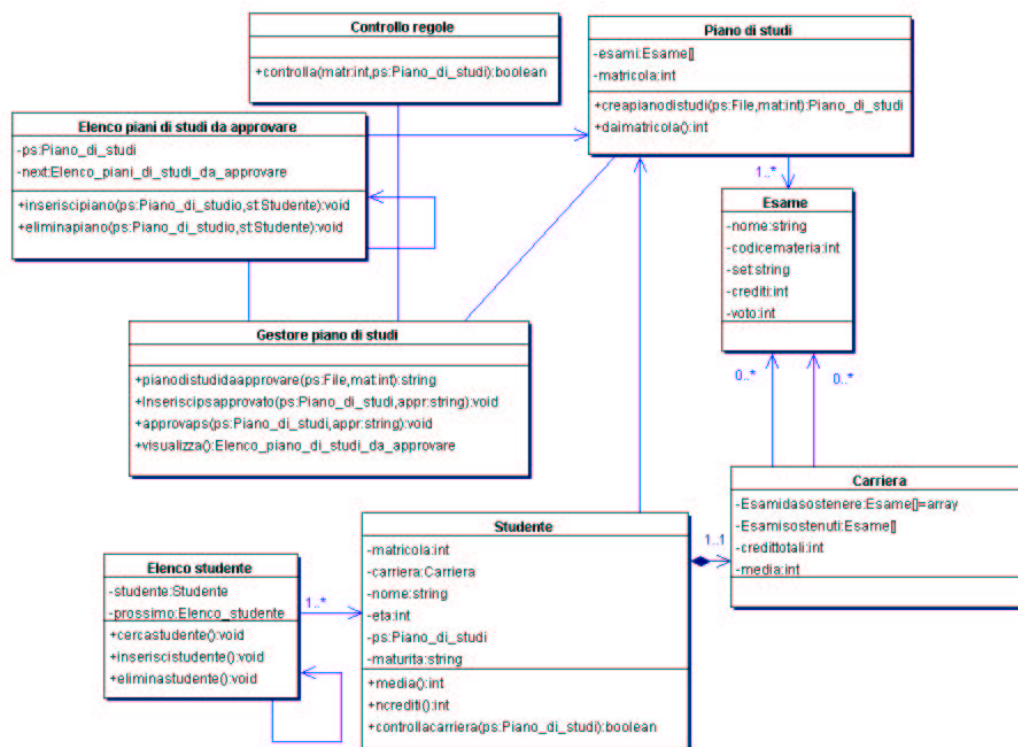 Controllo regole
+controlla(matr:int,ps:Piano_di_studi):boolean
Piano di studi
-esami:Esame[]
-matricola:int
+creapianodistudi(ps:File,mat:int):Piano_di_studi
+daimatricola():int
Elenco piani di studi da approvare
-ps:Piano_di_studi
-next:Elenco_piani_di_studi_da_approvare
+inseriscipiano(ps:Piano_di_studio,st:Studente):void
+eliminapiano(ps:Piano_di_studio,st:Studente):void
1..*
Esame
-nome:string
-codicemateria:int
-set:string
-crediti:int
-voto:int
Gestore piano di studi
+pianodistudidaapprovare(ps:File,mat:int):string
+Inseriscipsapprovato(ps:Piano_di_studi,appr:string):void
+approvaps(ps:Piano_di_studi,appr:string):void
+visualizza():Elenco_piano_di_studi_da_approvare
0..*
0..*
Carriera
-Esamidasostenere:Esame[]=array
-Esamisostenuti:Esame[]
-credittotali:int
-media:int
Studente
-matricola:int
-carriera:Carriera
-nome:string
-eta:int
-ps:Piano_di_studi
-maturita:string
+media():int
+ncrediti():int
+controllacarriera(ps:Piano_di_studi):boolean
1..1
Elenco studente
-studente:Studente
-prossimo:Elenco_studente
+cercastudente():void
+inseriscistudente():void
+eliminastudente():void
1..*